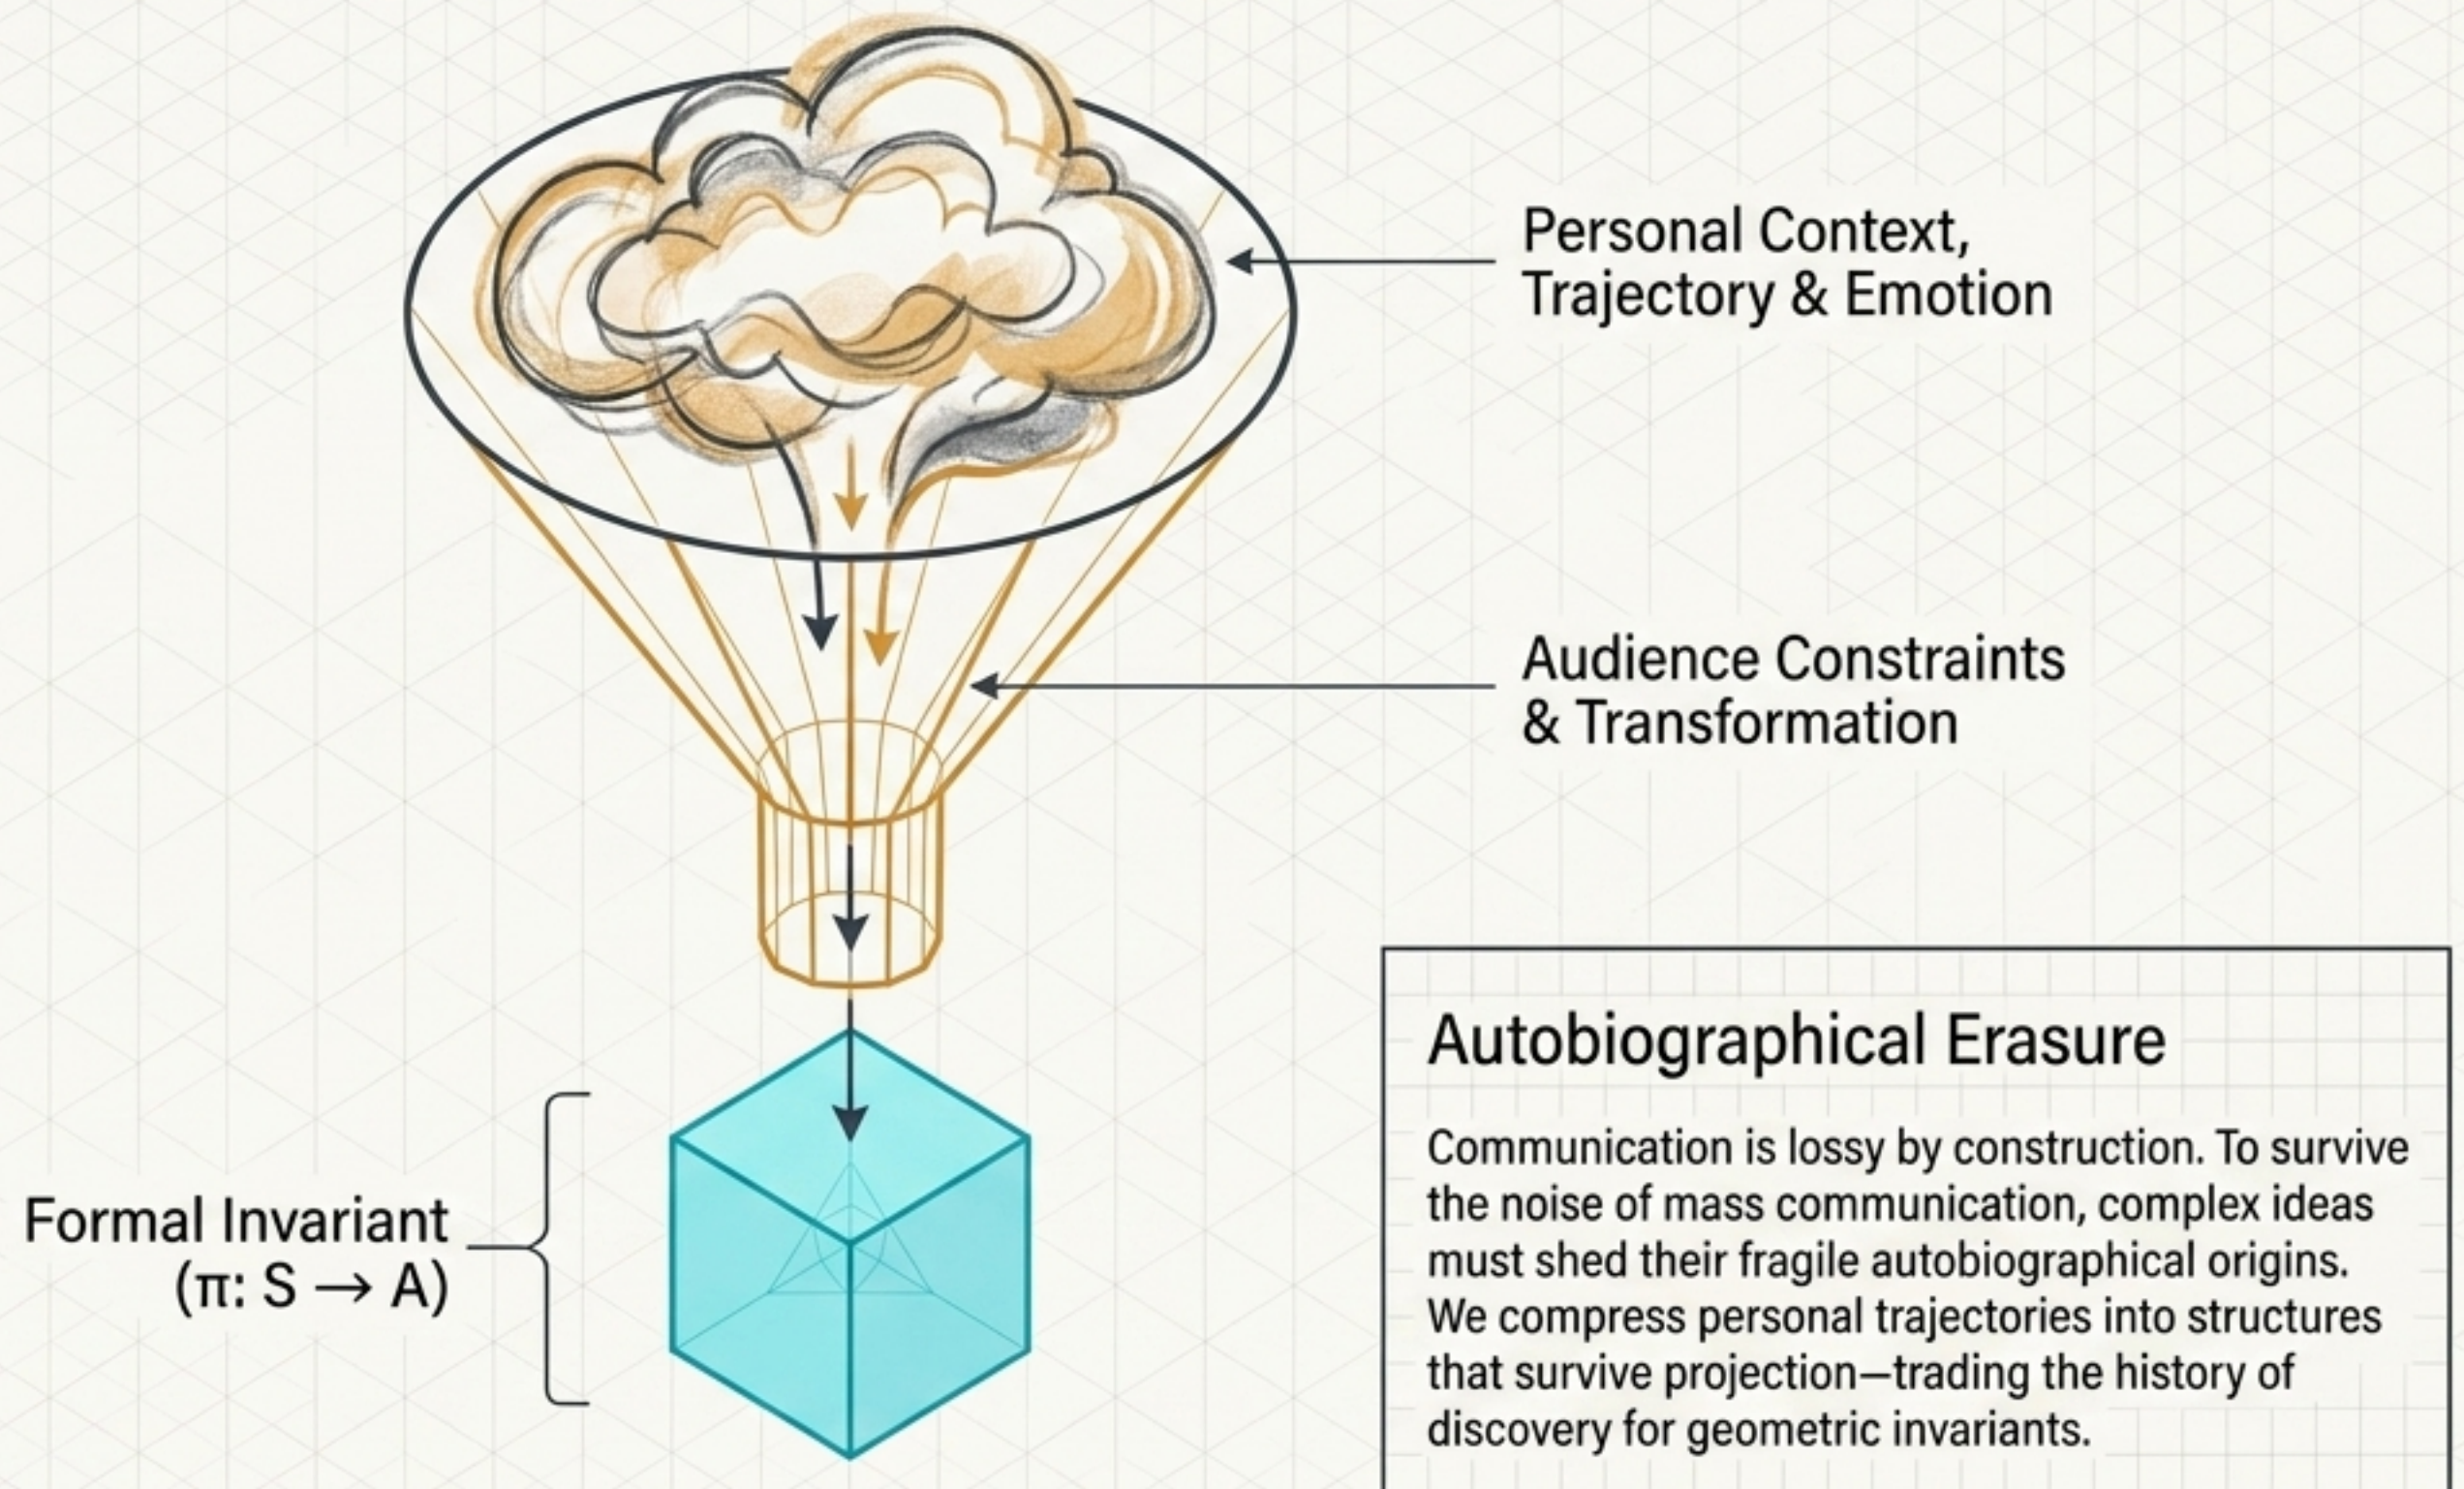 Personal Context,
Trajectory & Emotion
Audience Constraints
& Transformation
Formal Invariant
(π: S → A)
Autobiographical Erasure
Communication is lossy by construction. To survive
the noise of mass communication, complex ideas
must shed their fragile autobiographical origins.
We compress personal trajectories into structures
that survive projection—trading the history of
discovery for geometric invariants.